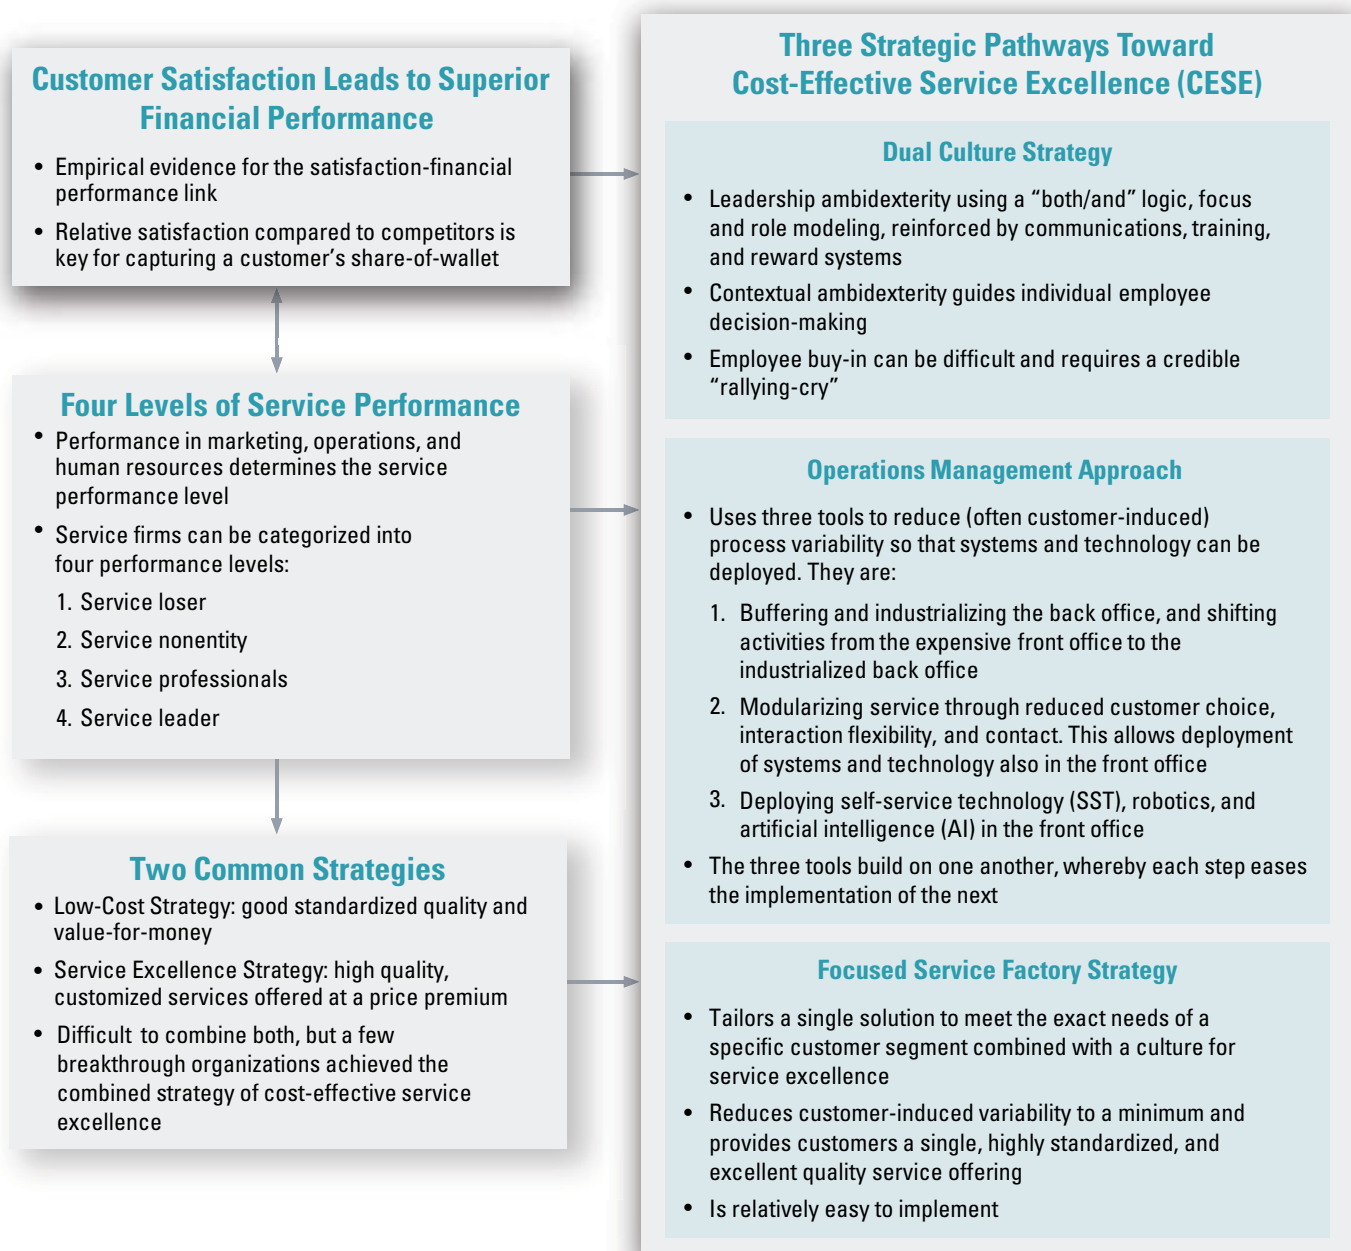 Customer Satisfaction Leads to Superior
Financial Performance
• Empirical evidence for the satisfaction-financial
performance link
• Relative satisfaction compared to competitors is
key for capturing a customer's share-of-wallet
Four Levels of Service Performance
• Performance in marketing, operations, and
human resources determines the service
performance level
• Service firms can be categorized into
four performance levels:
1. Service loser
2. Service nonentity
3. Service professionals
4. Service leader
Two Common Strategies
• Low-Cost Strategy: good standardized quality and
value-for-money
• Service Excellence Strategy: high quality,
customized services offered at a price premium
• Difficult to combine both, but a few
breakthrough organizations achieved the
combined strategy of cost-effective service
excellence
Three Strategic Pathways Toward
Cost-Effective Service Excellence (CESE)
Dual Culture Strategy
• Leadership ambidexterity using a “both/and” logic, focus
and role modeling, reinforced by communications, training,
and reward systems
• Contextual ambidexterity guides individual employee
decision-making
• Employee buy-in can be difficult and requires a credible
“rallying-cry”
Operations Management Approach
• Uses three tools to reduce (often customer-induced)
process variability so that systems and technology can be
deployed. They are:
1. Buffering and industrializing the back office, and shifting
activities from the expensive front office to the
industrialized back office
2. Modularizing service through reduced customer choice,
interaction flexibility, and contact. This allows deployment
of systems and technology also in the front office
3. Deploying self-service technology (SST), robotics, and
artificial intelligence (AI) in the front office
• The three tools build on one another, whereby each step eases
the implementation of the next
Focused Service Factory Strategy
• Tailors a single solution to meet the exact needs of a
specific customer segment combined with a culture for
service excellence
• Reduces customer-induced variability to a minimum and
provides customers a single, highly standardized, and
excellent quality service offering
• Is relatively easy to implement